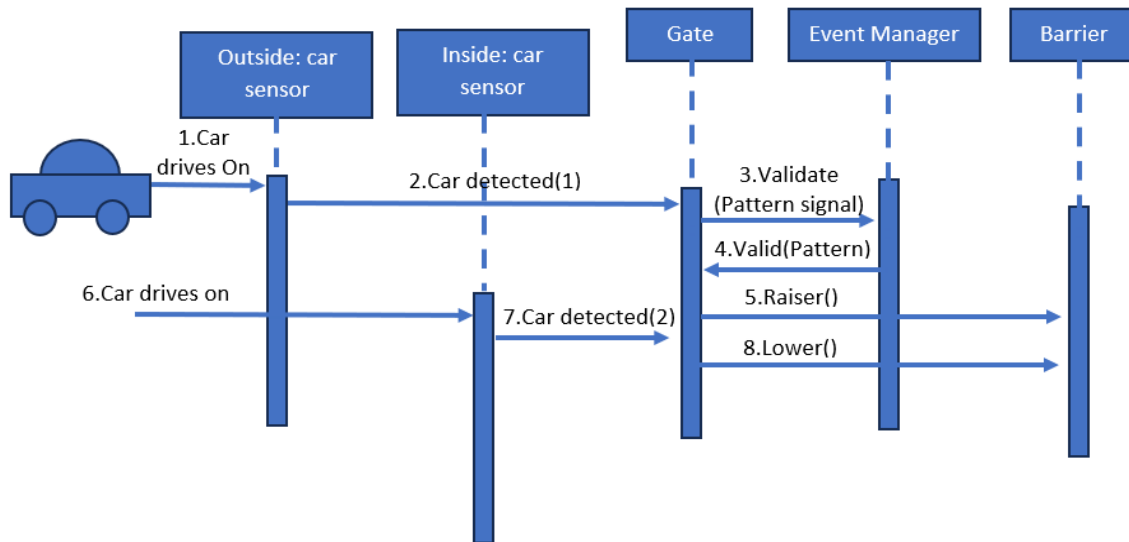 Outside: car
sensor
Inside: car
sensor
Gate
Event Manager
Barrier
1.Car
drives On
2.Car detected(1)
3.Validate
(Pattern signal)
4.Valid(Pattern)
5.Raiser()
6.Car drives on
7.Car detected(2)
8.Lower()